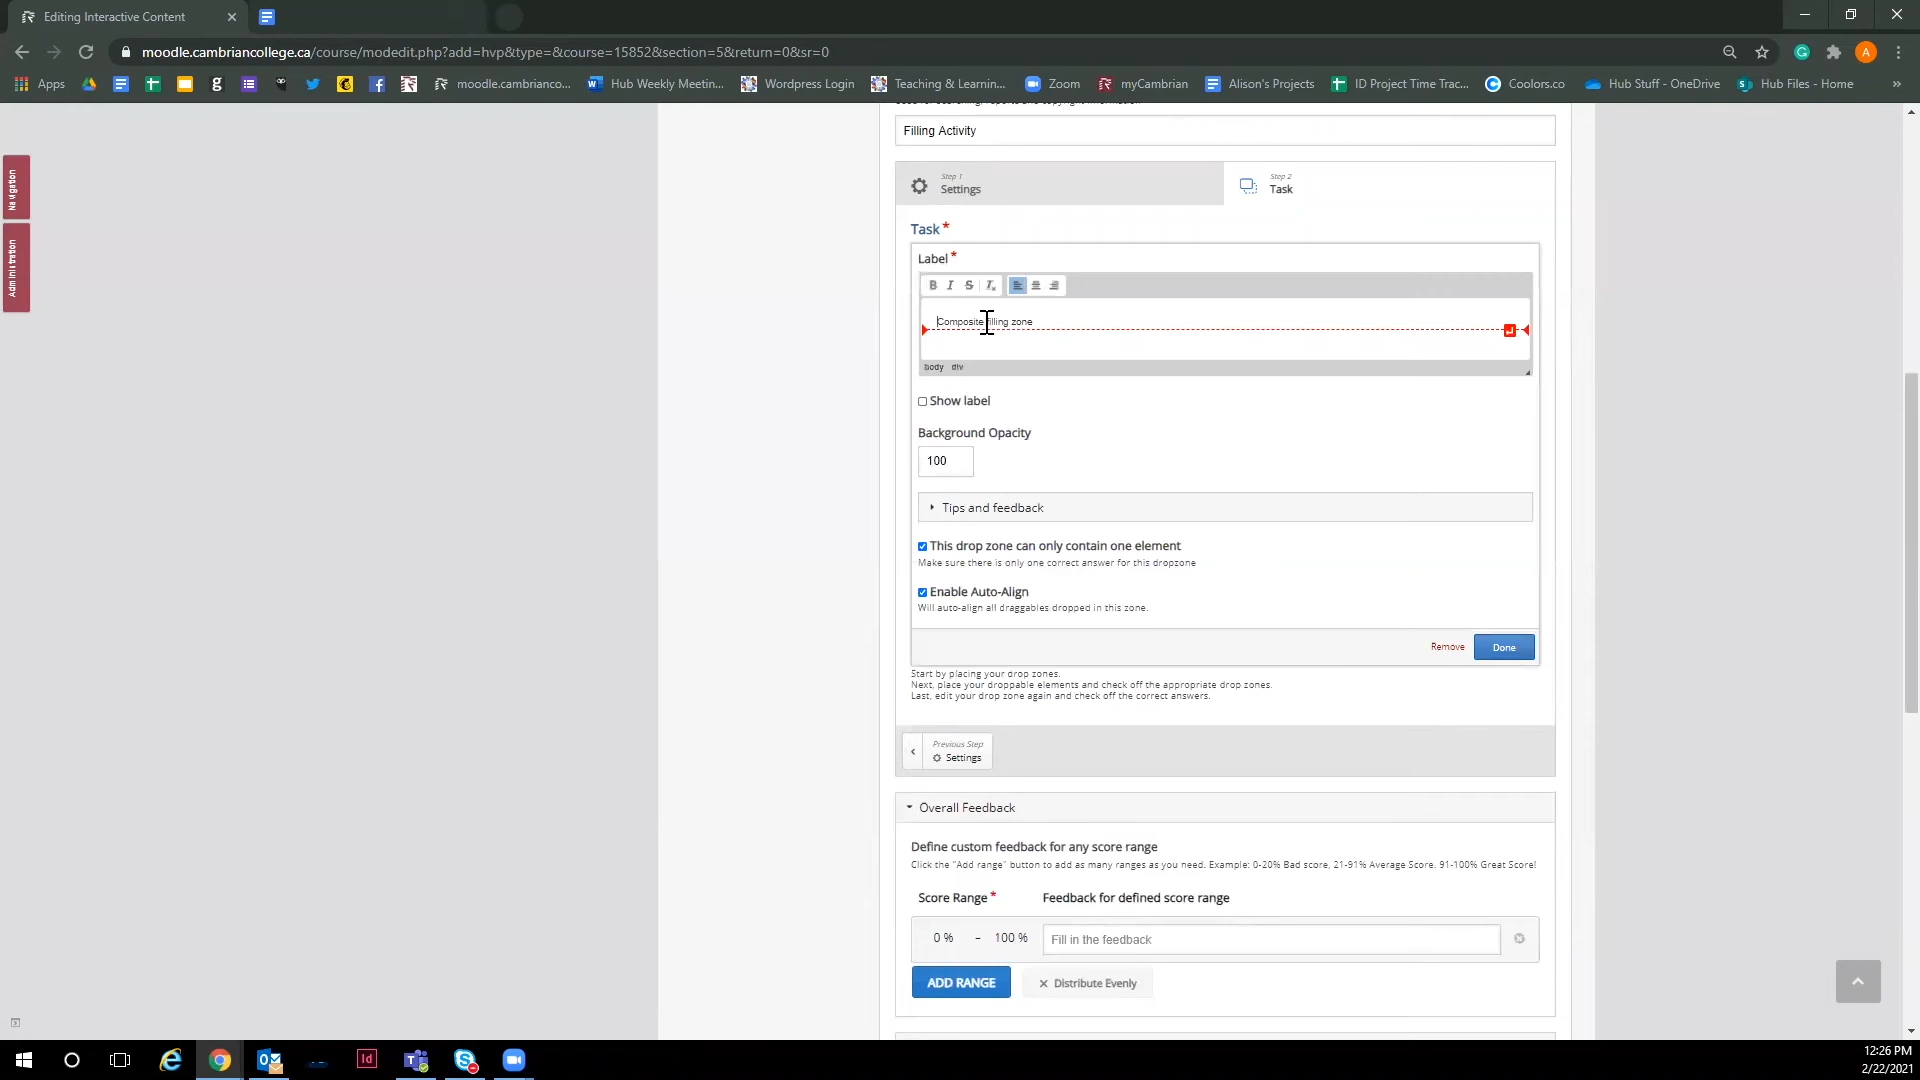 Editing Interactive Content
moodle.cambriancollege.ca/course/modedit.php?add=hvp&type=&course=15852&section=5&return=0&sr=0
A
Apps
moodle.cambrianco...
Hub Weekly Meetin...
Wordpress Login
Teaching & Learnin...
Zoom
myCambrian
Alison's Projects
ID Project Time Trac...
Coolors.co
Hub Stuff - OneDrive
Hub Files - Home
»
Navigation
Administration
Filling Activity
Step 1
Settings
Step 2
Task
Task *
Label *
B I S Tx
Composite filling zone
body div
Show label
Background Opacity
100
Tips and feedback
This drop zone can only contain one element
Make sure there is only one correct answer for this dropzone
Enable Auto-Align
Will auto-align all draggables dropped in this zone.
Remove
Done
Start by placing your drop zones.
Next, place your droppable elements and check off the appropriate drop zones.
Last, edit your drop zone again and check off the correct answers.
Previous Step
Settings
Overall Feedback
Define custom feedback for any score range
Click the "Add range" button to add as many ranges as you need. Example: 0-20% Bad score, 21-91% Average Score. 91-100% Great Score!
Score Range *
Feedback for defined score range
0 % – 100 %
Fill in the feedback
ADD RANGE
Distribute Evenly
12:26 PM
2/22/2021